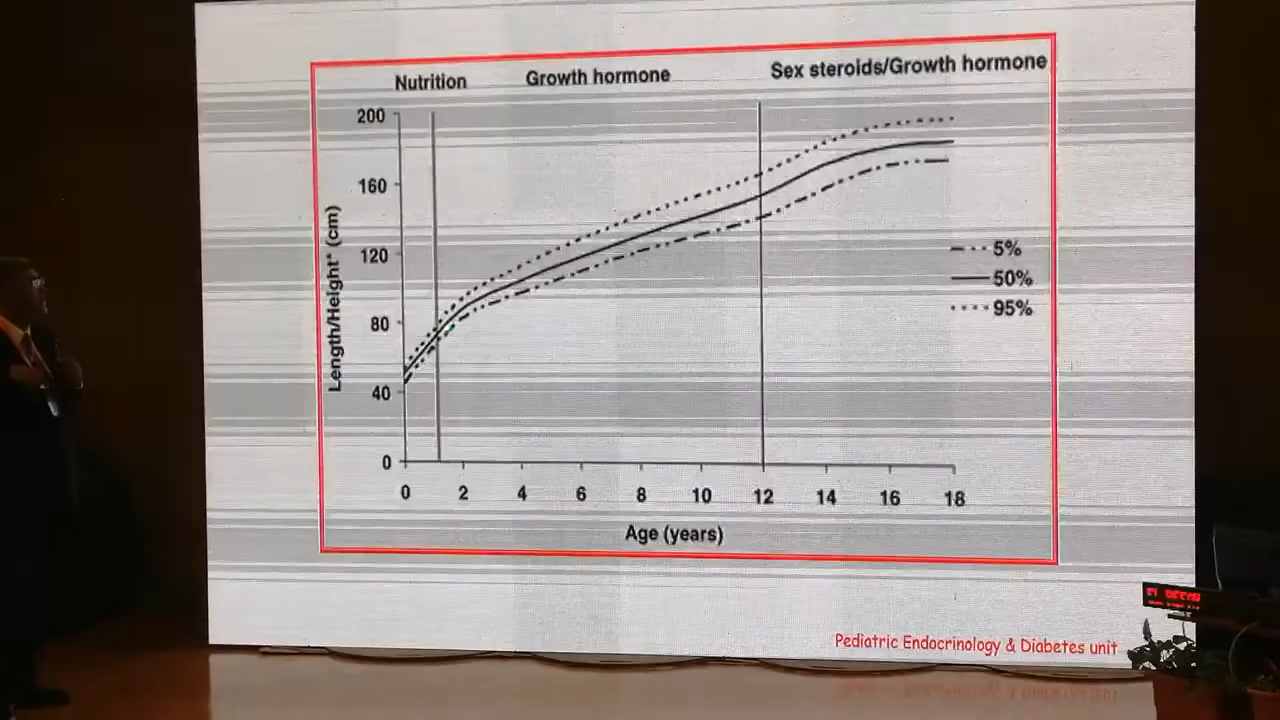 Nutrition
Growth hormone
Sex steroids/Growth hormone
Length/Height* (cm)
200
160
120
80
40
0
5%
50%
95%
0 2 4 6 8 10 12 14 16 18
Age (years)
Pediatric Endocrinology & Diabetes unit